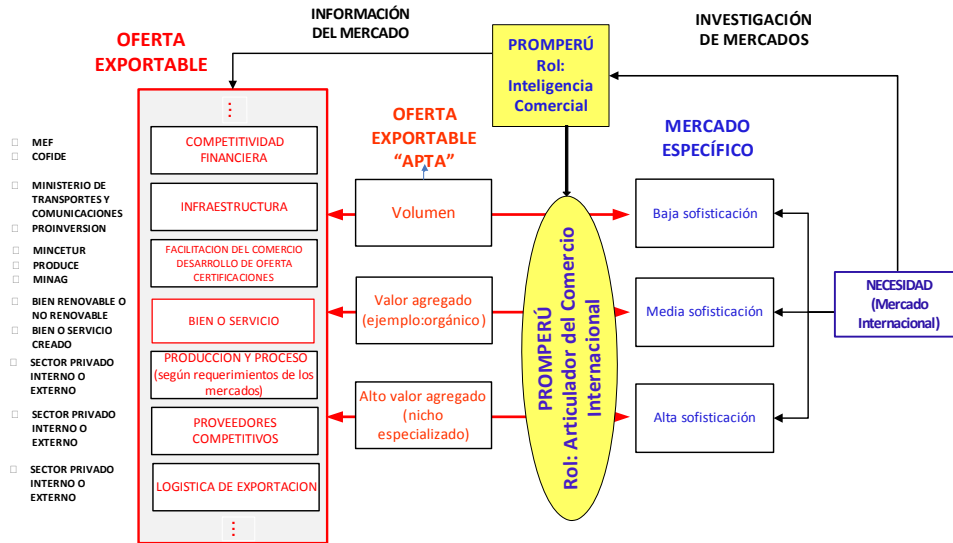 INFORMACIÓN
DEL MERCADO
INVESTIGACIÓN
DE MERCADOS
OFERTA
EXPORTABLE
PROMPERÚ
Rol:
Inteligencia
Comercial
OFERTA
EXPORTABLE
“APTA”
MERCADO
ESPECÍFICO
MEF
COFIDE
MINISTERIO DE
TRANSPORTES Y
COMUNICACIONES
PROINVERSION
MINCETUR
PRODUCE
MINAG
BIEN RENOVABLE O
NO RENOVABLE
BIEN O SERVICIO
CREADO
SECTOR PRIVADO
INTERNO O
EXTERNO
SECTOR PRIVADO
INTERNO O
EXTERNO
SECTOR PRIVADO
INTERNO O
EXTERNO
...
COMPETITIVIDAD
FINANCIERA
INFRAESTRUCTURA
FACILITACION DEL COMERCIO
DESARROLLO DE OFERTA
CERTIFICACIONES
BIEN O SERVICIO
PRODUCCION Y PROCESO
(según requerimientos de los
mercados)
PROVEEDORES
COMPETITIVOS
LOGISTICA DE EXPORTACION
...
Volumen
Valor agregado
(ejemplo:orgánico)
Alto valor agregado
(nicho
especializado)
PROMPERÚ
Rol: Articulador del Comercio
Internacional
Baja sofisticación
Media sofisticación
Alta sofisticación
NECESIDAD
(Mercado
Internacional)